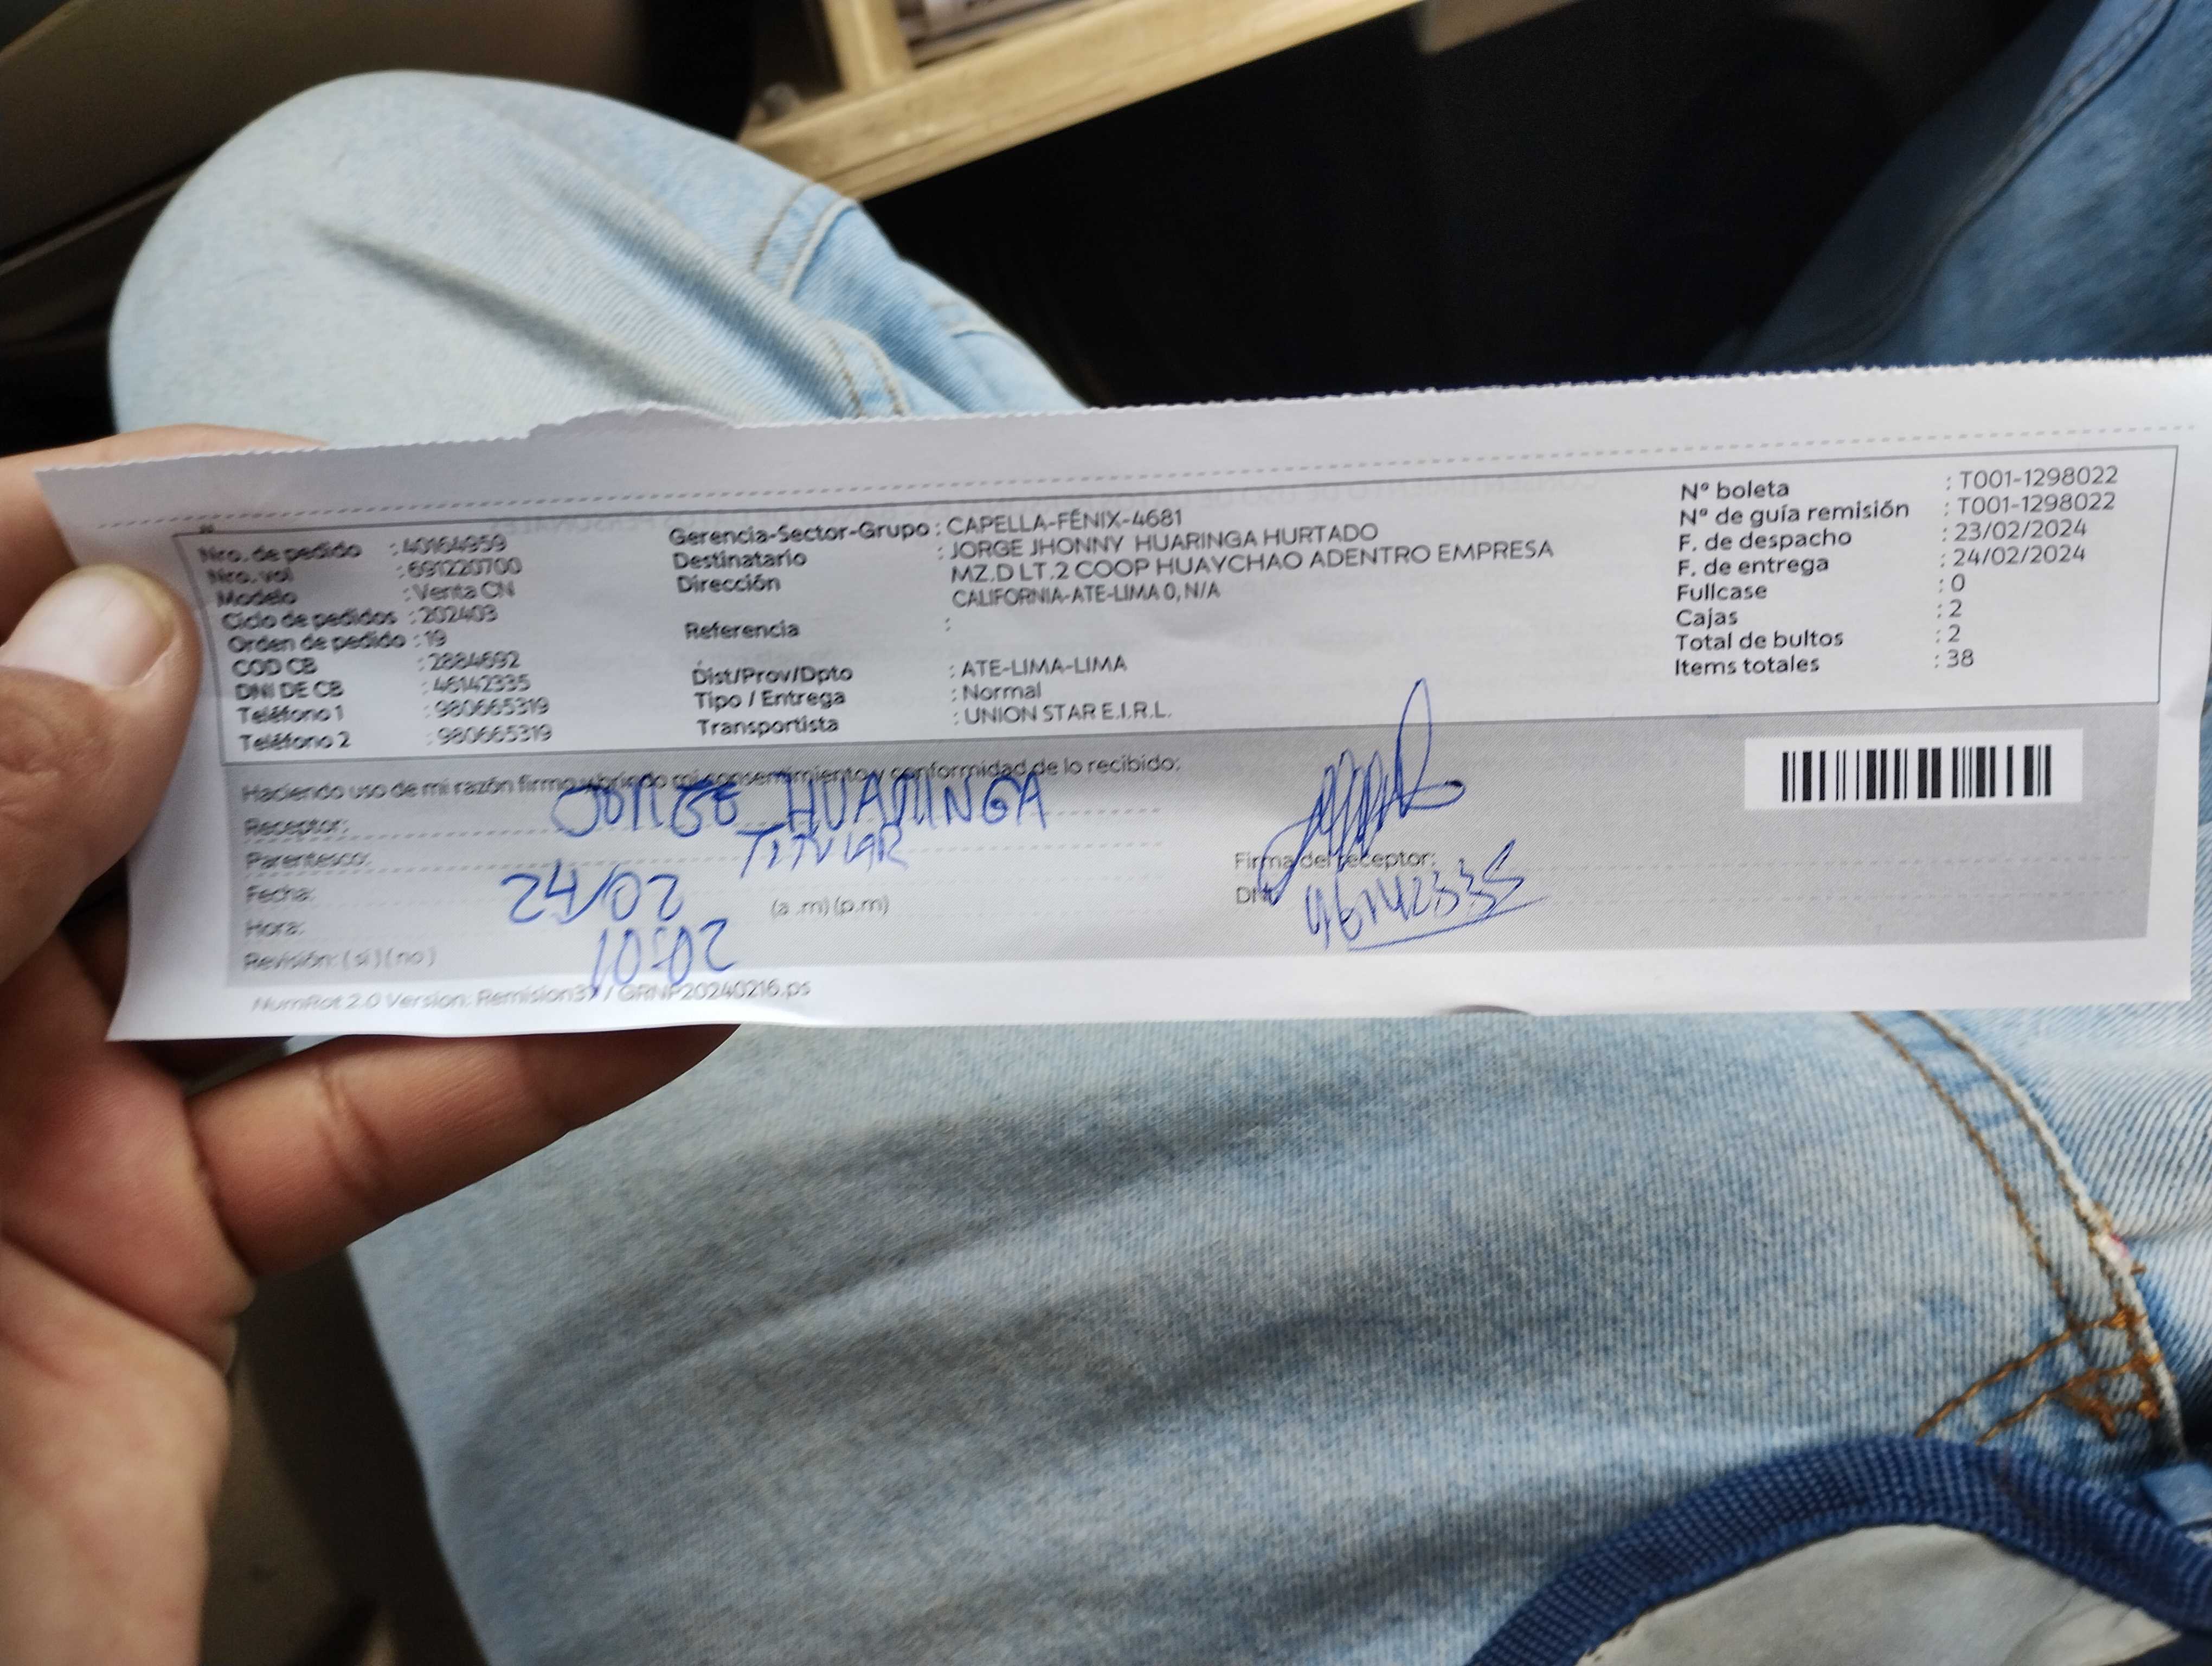 Nro. de pedido : 40164959
Nro. vol : 691220700
Modelo : Venta CN
Ciclo de pedidos : 202403
Orden de pedido : 19
COD CB : 2884692
DNI DE CB : 46142335
Teléfono 1 : 980665319
Teléfono 2 : 980665319
Gerencia-Sector-Grupo : CAPELLA-FÉNIX-4681
Destinatario : JORGE JHONNY HUARINGA HURTADO
Dirección MZ.D LT.2 COOP HUAYCHAO ADENTRO EMPRESA
CALIFORNIA-ATE-LIMA 0, N/A
Referencia :
Dist/Prov/Dpto : ATE-LIMA-LIMA
Tipo / Entrega : Normal
Transportista : UNION STAR E.I.R.L.
Nº boleta : T001-1298022
Nº de guía remisión : T001-1298022
F. de despacho : 23/02/2024
F. de entrega : 24/02/2024
Fullcase : 0
Cajas : 2
Total de bultos : 2
Items totales : 38
Haciendo uso de mi razón firmo y brindo mi consentimiento y conformidad de lo recibido:
Receptor: JORGE HUARINGA
Parentesco: TITULAR
Fecha: 24/02
Hora: 10:02 (a .m) (p.m)
Revisión: ( si ) ( no )
Firma del receptor:
DNI: 46142335
NumRot 2.0 Version: Remision37 / GRNP20240216.ps